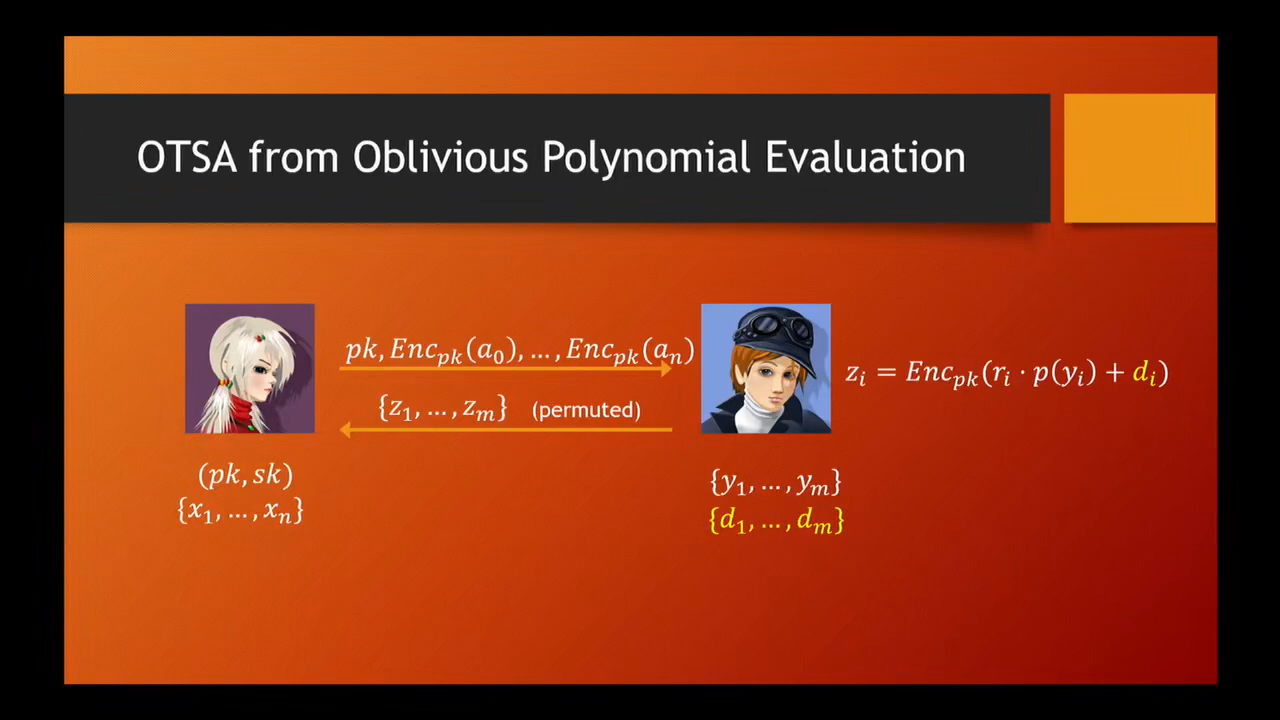 OTSA from Oblivious Polynomial Evaluation
pk, Enc_pk(a_0), …, Enc_pk(a_n)
{z_1, …, z_m} (permuted)
z_i = Enc_pk(r_i · p(y_i) + d_i)
(pk, sk)
{x_1, …, x_n}
{y_1, …, y_m}
{d_1, …, d_m}